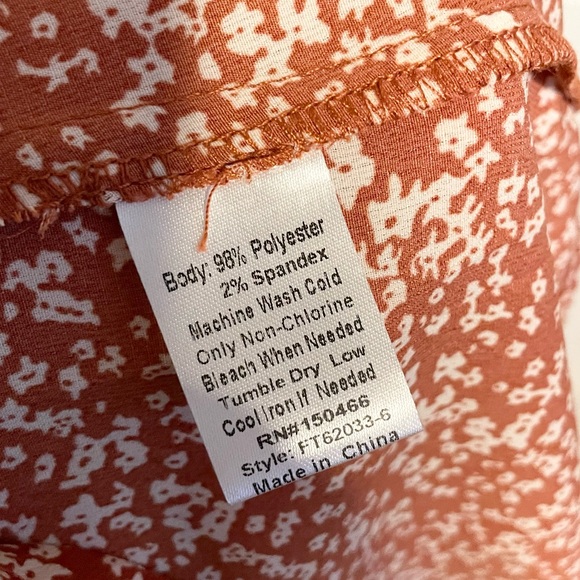 Body: 98% Polyester
2% Spandex
Machine Wash Cold
Only Non-Chlorine
Bleach When Needed
Tumble Dry Low
Cool Iron If Needed
RN#150466
Style: FT62033-6
Made in China